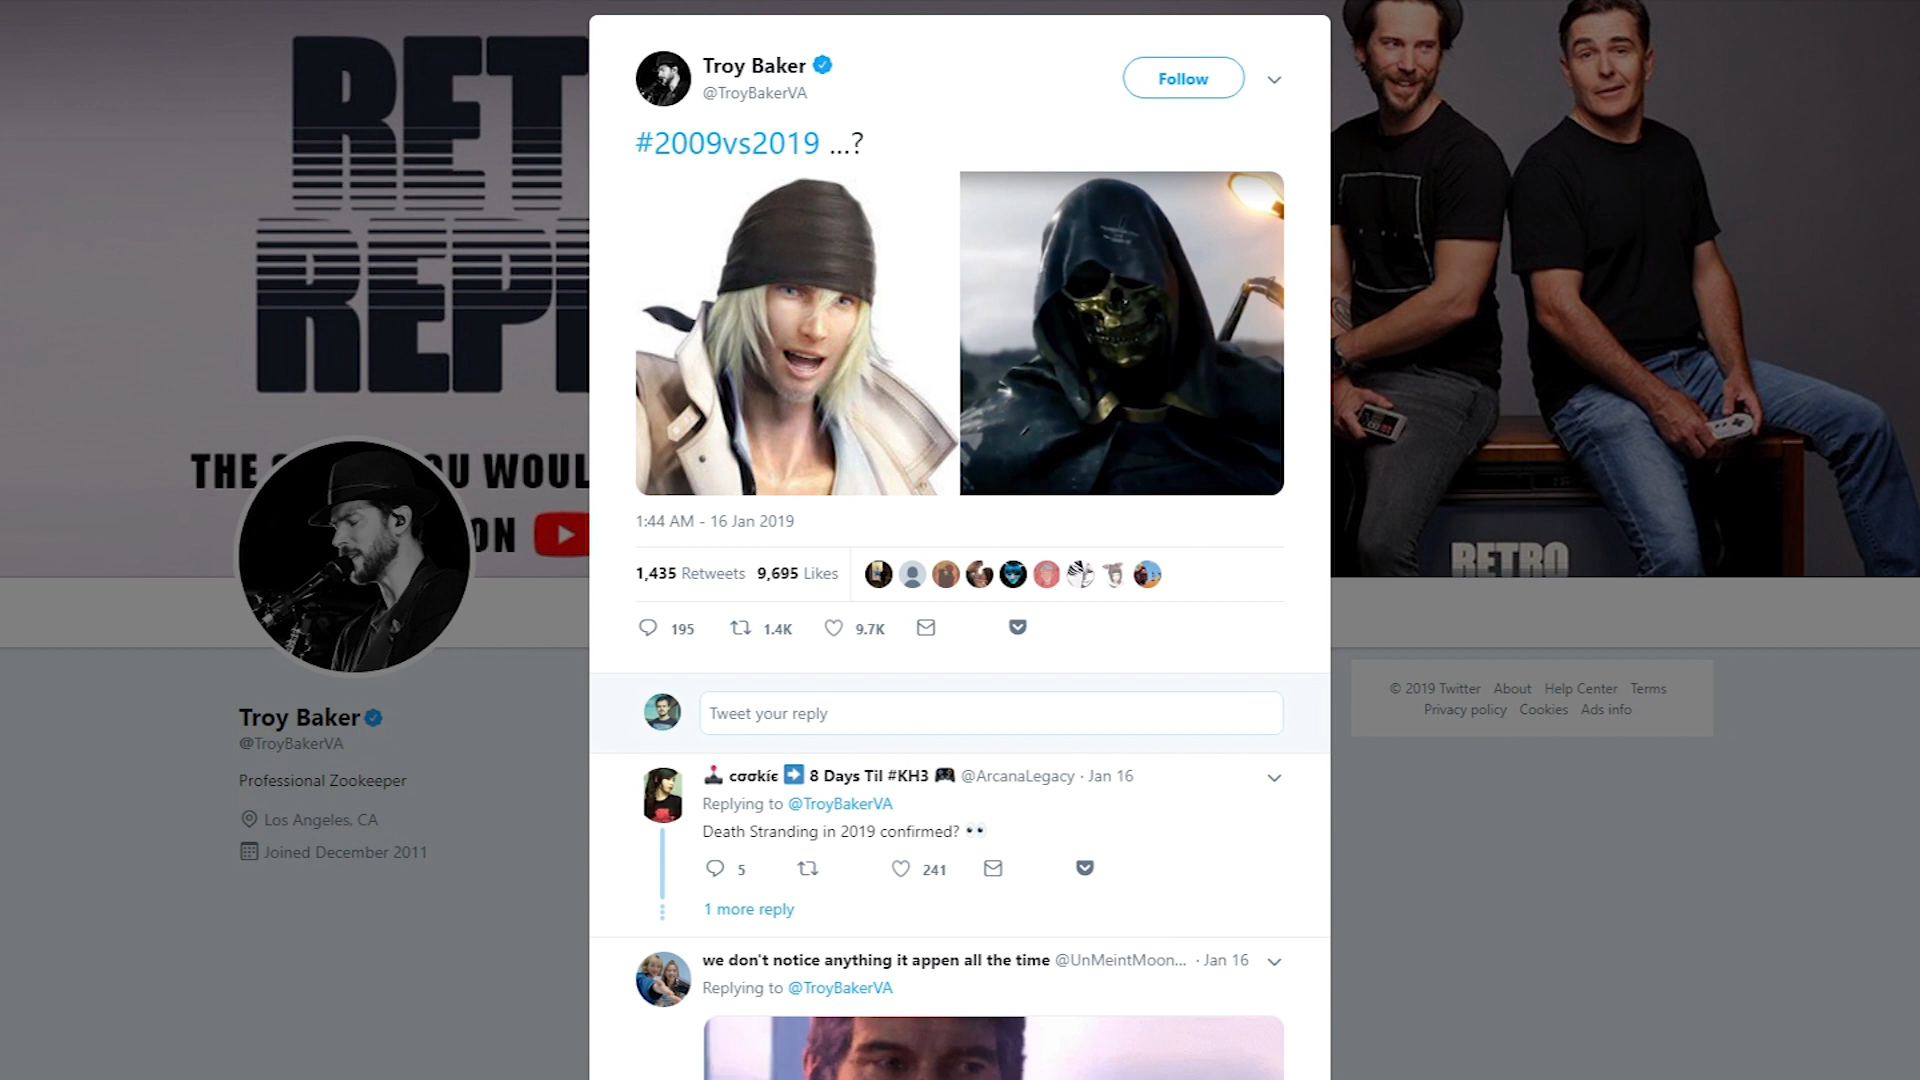 RET
REPL
THE
OU WOUL
ON
RETRO
Troy Baker
@TroyBakerVA
Professional Zookeeper
Los Angeles, CA
Joined December 2011
Troy Baker
@TroyBakerVA
Follow
#2009vs2019 ...?
1:44 AM - 16 Jan 2019
1,435 Retweets 9,695 Likes
195 1.4K 9.7K
Tweet your reply
cσσkíє ➡ 8 Days Til #KH3 🎮 @ArcanaLegacy · Jan 16
Replying to @TroyBakerVA
Death Stranding in 2019 confirmed? 👀
5 241
1 more reply
we don't notice anything it appen all the time @UnMeintMoon... · Jan 16
Replying to @TroyBakerVA
© 2019 Twitter About Help Center Terms
Privacy policy Cookies Ads info